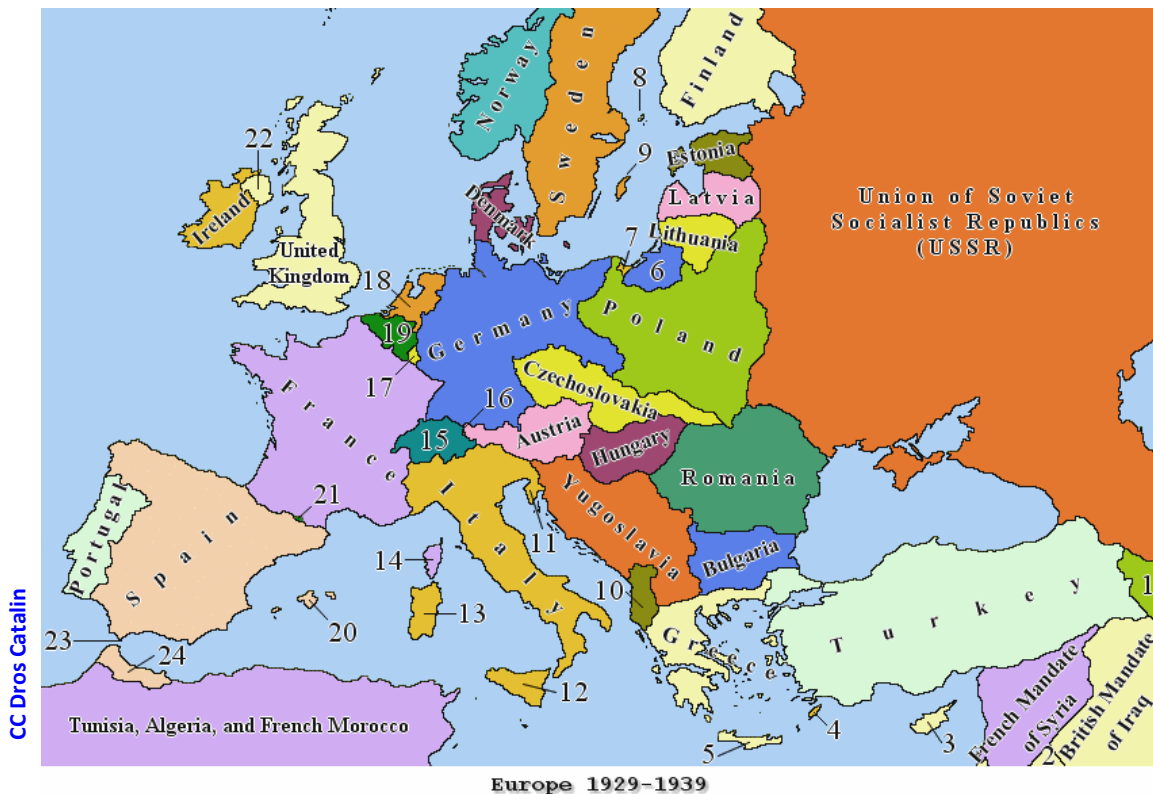 Norway
Sweden
Finland
8
9
Estonia
Latvia
Lithuania
Union of Soviet
Socialist Republics
(USSR)
22
Ireland
United
Kingdom
Denmark
7
6
18
19
17
Germany
Poland
Czechoslovakia
16
15
Austria
Hungary
France
Romania
21
Italy
11
Yugoslavia
Bulgaria
Portugal
Spain
14
13
10
20
23
24
12
Greece
Turkey
1
5
4
3
French Mandate
of Syria
2
British Mandate
of Iraq
Tunisia, Algeria, and French Morocco
CC Dros Catalin
Europe 1929-1939